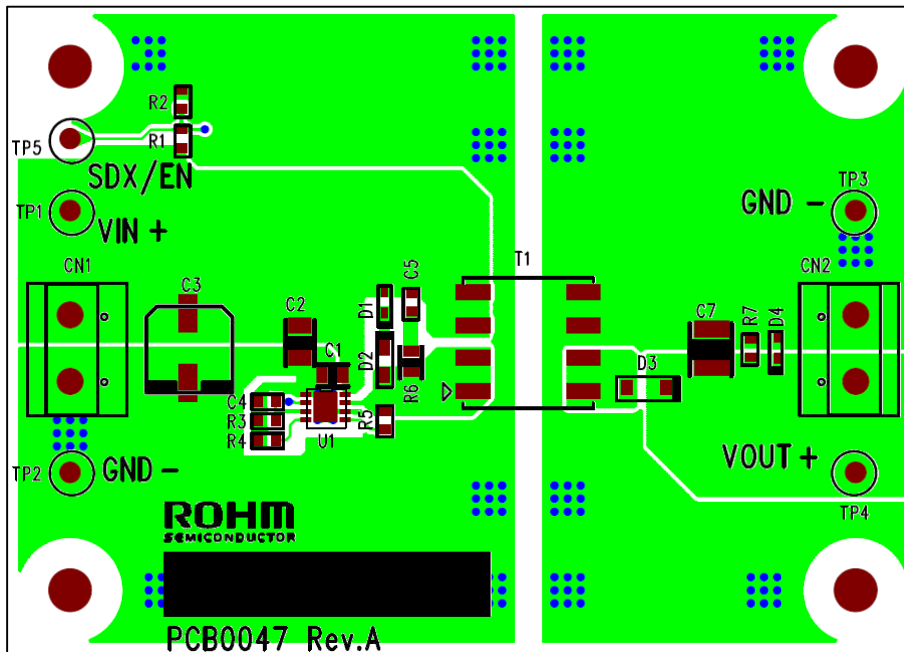 R2
TP5
R1
SDX/EN
TP1
VIN +
TP3
GND -
CN1
C3
C2
C5
T1
CN2
D1
C7
R7
D4
D2
C1
R6
D3
C4
R3
R4
U1
R5
TP2
GND -
VOUT +
TP4
ROHM
SEMICONDUCTOR
PCB0047 Rev.A